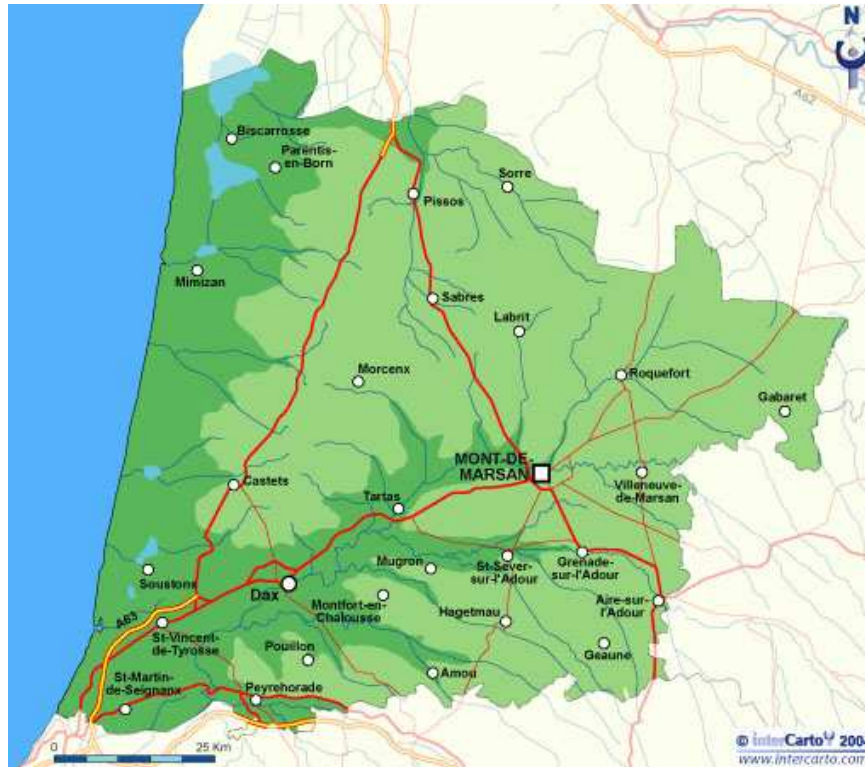 N
A62
Biscarrosse
Parentis-
en-Born
Sorre
Pissos
Mimizan
Sabres
Labrit
Morcenx
Roquefort
Gabaret
MONT-DE-
MARSAN
Castets
Villeneuve-
de-Marsan
Tartas
Mugron
St-Sever-
sur-l'Adour
Grenade-
sur-l'Adour
Soustons
Dax
Montfort-en-
Chalousse
Aire-sur-
l'Adour
A63
Hagetmau
St-Vincent-
de-Tyrosse
Pouillon
Geaune
St-Martin-
de-Seignanx
Amou
Peyrehorade
0 25 Km
© interCarto 200
www.intercarto.com